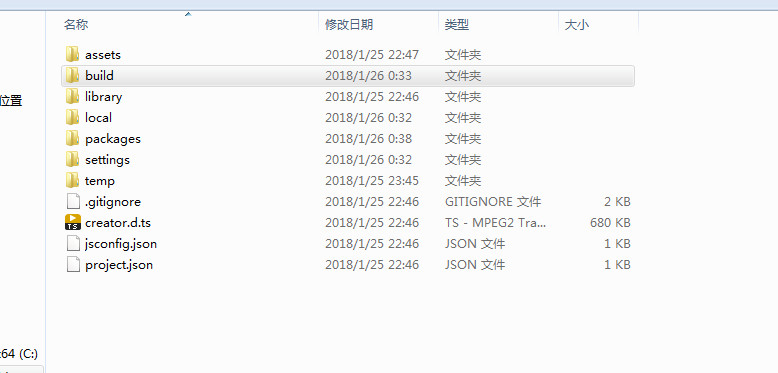 名称 修改日期 类型 大小
assets 2018/1/25 22:47 文件夹
build 2018/1/26 0:33 文件夹
位置
library 2018/1/25 22:46 文件夹
local 2018/1/26 0:32 文件夹
packages 2018/1/26 0:38 文件夹
settings 2018/1/26 0:32 文件夹
temp 2018/1/25 23:45 文件夹
.gitignore 2018/1/25 22:46 GITIGNORE 文件 2 KB
TS creator.d.ts 2018/1/25 22:46 TS - MPEG2 Tra... 680 KB
jsconfig.json 2018/1/25 22:46 JSON 文件 1 KB
project.json 2018/1/25 22:46 JSON 文件 1 KB
64 (C:)